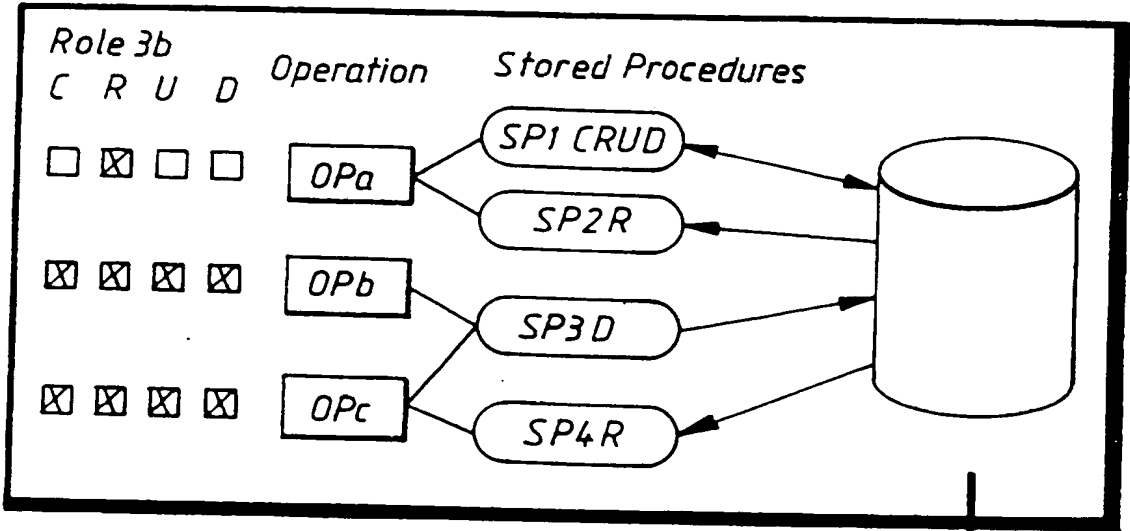 Role 3b
C R U D
Operation
Stored Procedures
SP1 CRUD
OPa
SP2R
OPb
SP3D
OPc
SP4R